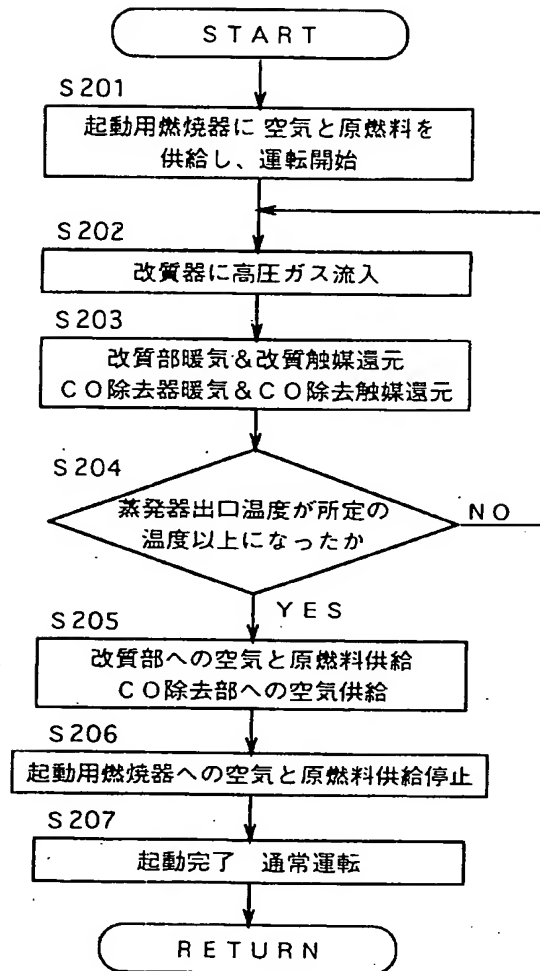 START
S201
起動用燃焼器に空気と原燃料を
供給し、運転開始
S202
改質器に高圧ガス流入
S203
改質部暖気&改質触媒還元
CO除去器暖気&CO除去触媒還元
S204
蒸発器出口温度が所定の
温度以上になったか
NO
YES
S205
改質部への空気と原燃料供給
CO除去部への空気供給
S206
起動用燃焼器への空気と原燃料供給停止
S207
起動完了 通常運転
RETURN